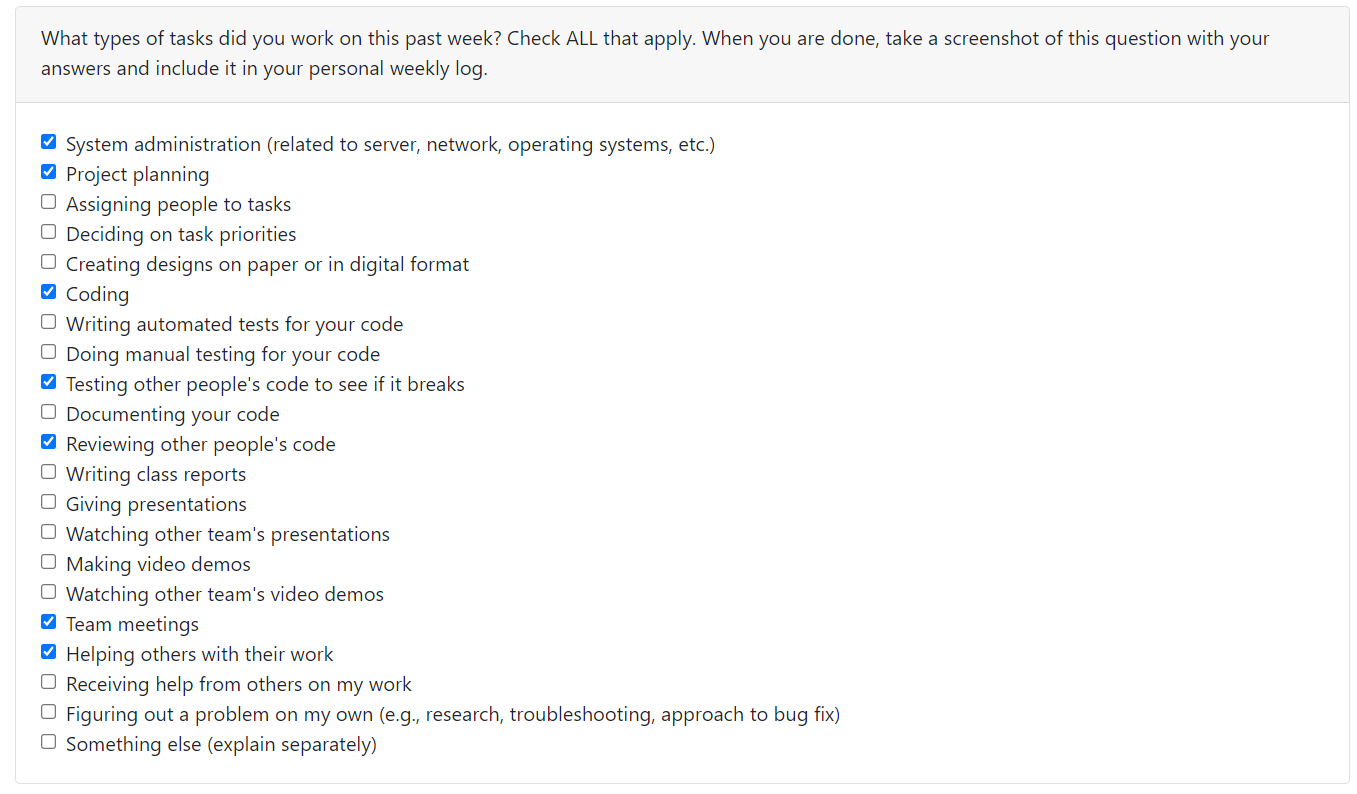 What types of tasks did you work on this past week? Check ALL that apply. When you are done, take a screenshot of this question with your
answers and include it in your personal weekly log.
System administration (related to server, network, operating systems, etc.)
Project planning
Assigning people to tasks
Deciding on task priorities
Creating designs on paper or in digital format
Coding
Writing automated tests for your code
Doing manual testing for your code
Testing other people's code to see if it breaks
Documenting your code
Reviewing other people's code
Writing class reports
Giving presentations
Watching other team's presentations
Making video demos
Watching other team's video demos
Team meetings
Helping others with their work
Receiving help from others on my work
Figuring out a problem on my own (e.g., research, troubleshooting, approach to bug fix)
Something else (explain separately)